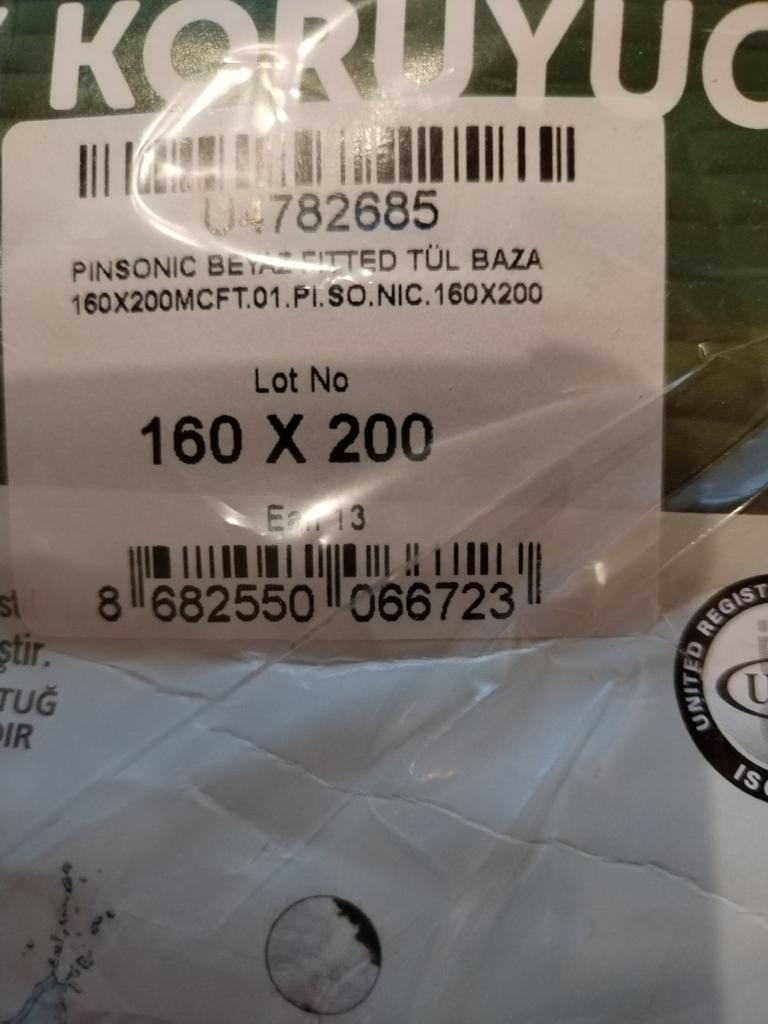 KORUYUC
U4782685
PINSONIC BEYAZ FITTED TÜL BAZA
160X200MCFT.01.PI.SO.NIC.160X200
Lot No
160 X 200
Ean 13
8 682550 066723
ştir.
TUĞ
DIR
UNITED REGIST
U
ISO